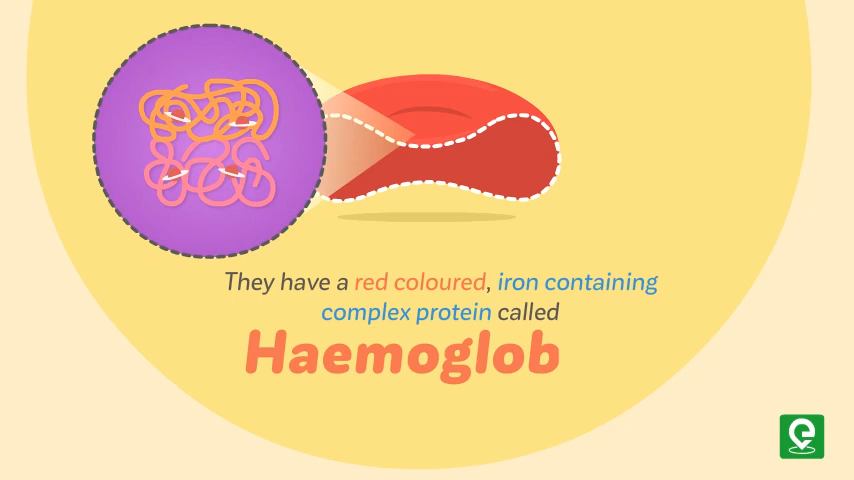 They have a red coloured, iron containing
complex protein called
Haemoglob